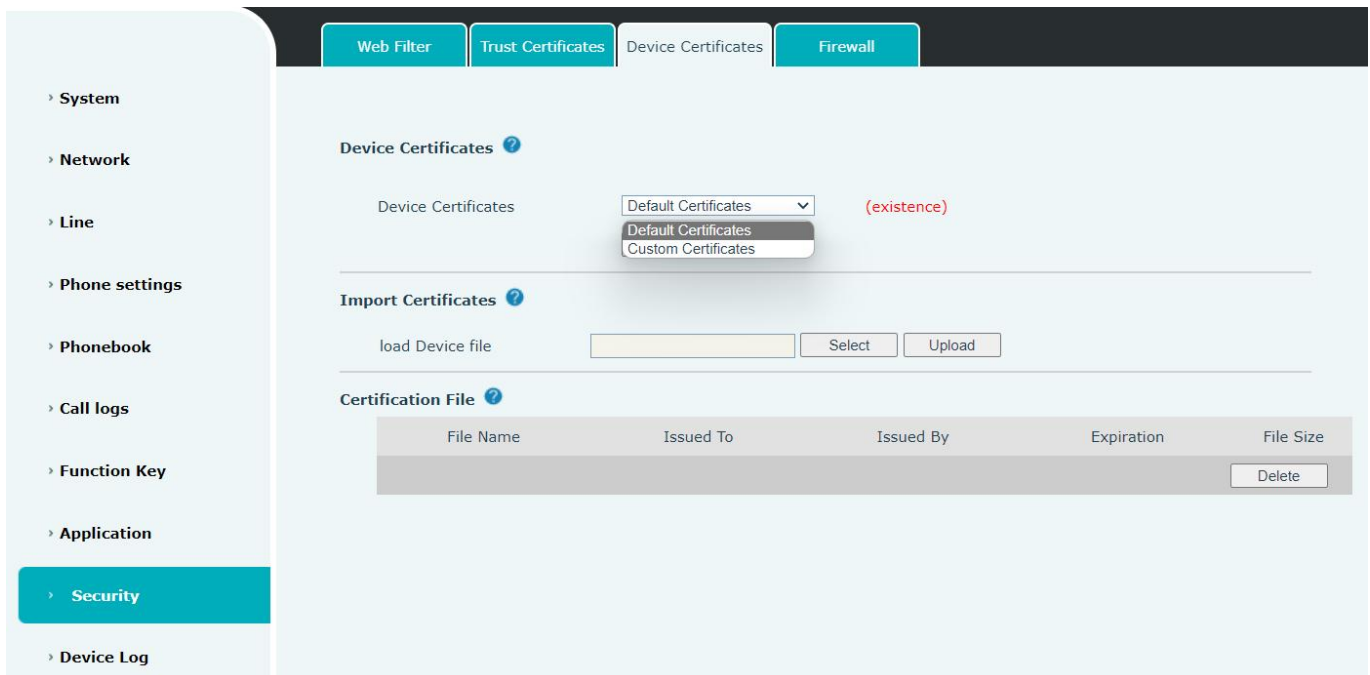 Web Filter Trust Certificates Device Certificates Firewall
System
Network
Line
Phone settings
Phonebook
Call logs
Function Key
Application
Security
Device Log
Device Certificates ?
Device Certificates Default Certificates (existence)
Default Certificates
Custom Certificates
Import Certificates ?
load Device file Select Upload
Certification File ?
File Name Issued To Issued By Expiration File Size
Delete